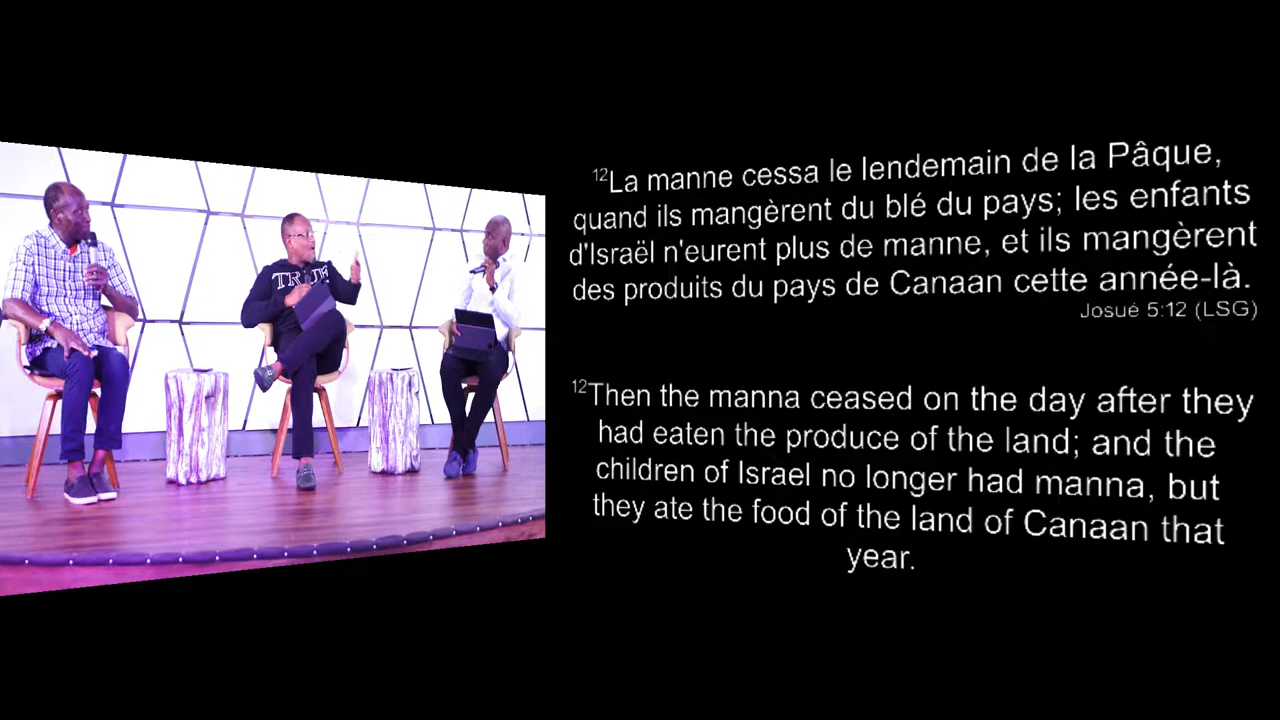 TRUE
¹²La manne cessa le lendemain de la Pâque,
quand ils mangèrent du blé du pays; les enfants
d'Israël n'eurent plus de manne, et ils mangèrent
des produits du pays de Canaan cette année-là.
Josué 5:12 (LSG)
¹²Then the manna ceased on the day after they
had eaten the produce of the land; and the
children of Israel no longer had manna, but
they ate the food of the land of Canaan that
year.